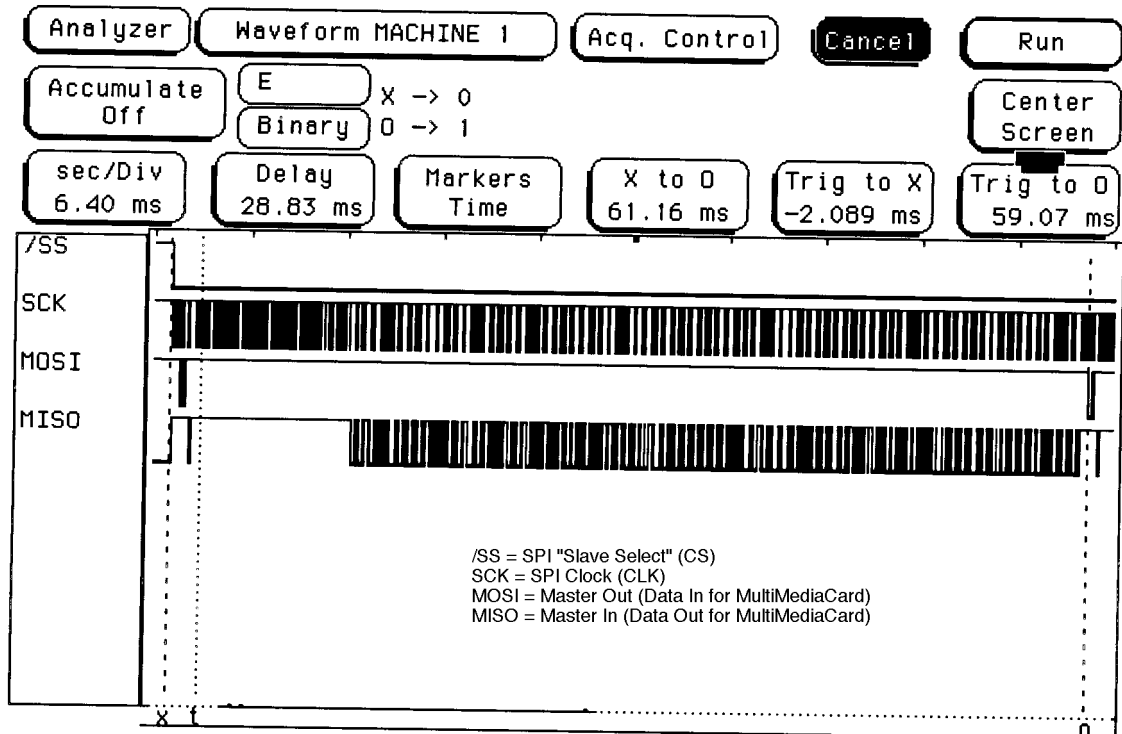 Analyzer Waveform MACHINE 1 Acq. Control Cancel Run
Accumulate
Off
E
Binary
X -> 0
O -> 1
Center
Screen
sec/Div
6.40 ms
Delay
28.83 ms
Markers
Time
X to O
61.16 ms
Trig to X
-2.089 ms
Trig to O
59.07 ms
/SS
SCK
MOSI
MISO
/SS = SPI "Slave Select" (CS)
SCK = SPI Clock (CLK)
MOSI = Master Out (Data In for MultiMediaCard)
MISO = Master In (Data Out for MultiMediaCard)
X t O